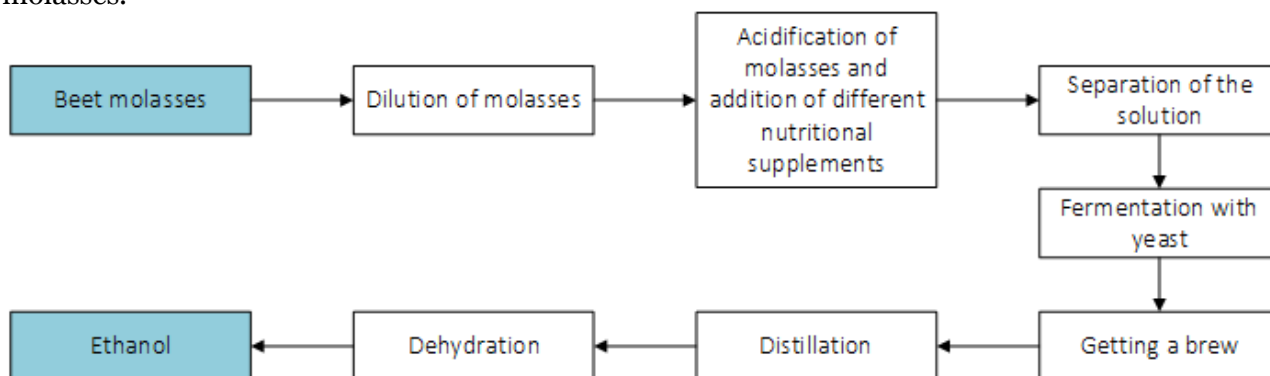 molasses.
Beet molasses
Dilution of molasses
Acidification of
molasses and
addition of different
nutritional
supplements
Separation of the
solution
Fermentation with
yeast
Getting a brew
Distillation
Dehydration
Ethanol